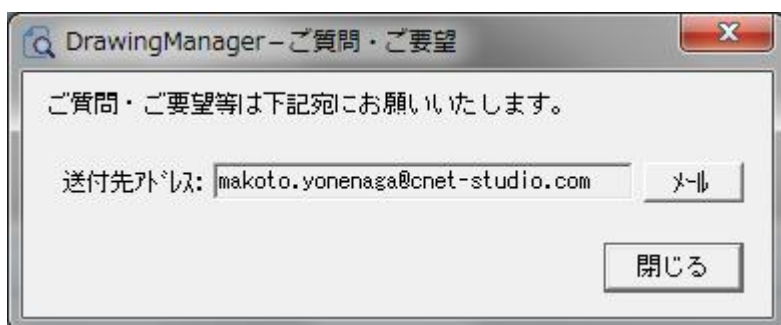 DrawingManager－ご質問・ご要望
ご質問・ご要望等は下記宛にお願いいたします。
送付先ｱﾄﾞﾚｽ: makoto.yonenaga@cnet-studio.com ﾒｰﾙ
閉じる